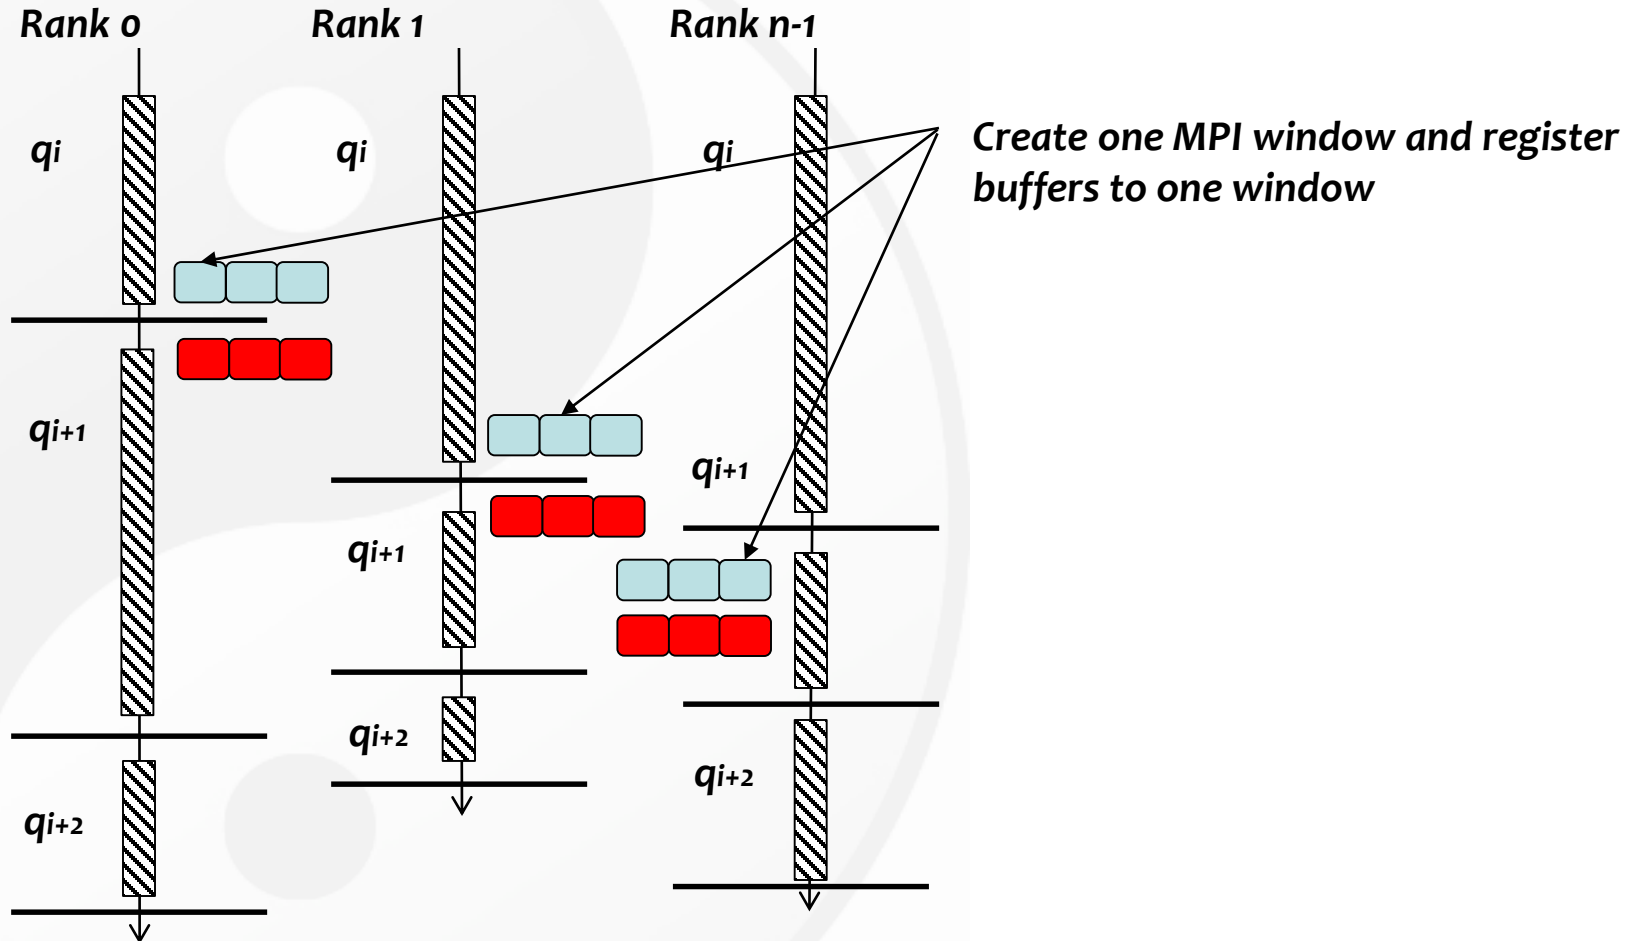 Rank 0
Rank 1
Rank n-1
Create one MPI window and register
buffers to one window
qi
qi
qi
qi+1
qi+1
qi+1
qi+2
qi+2
qi+2